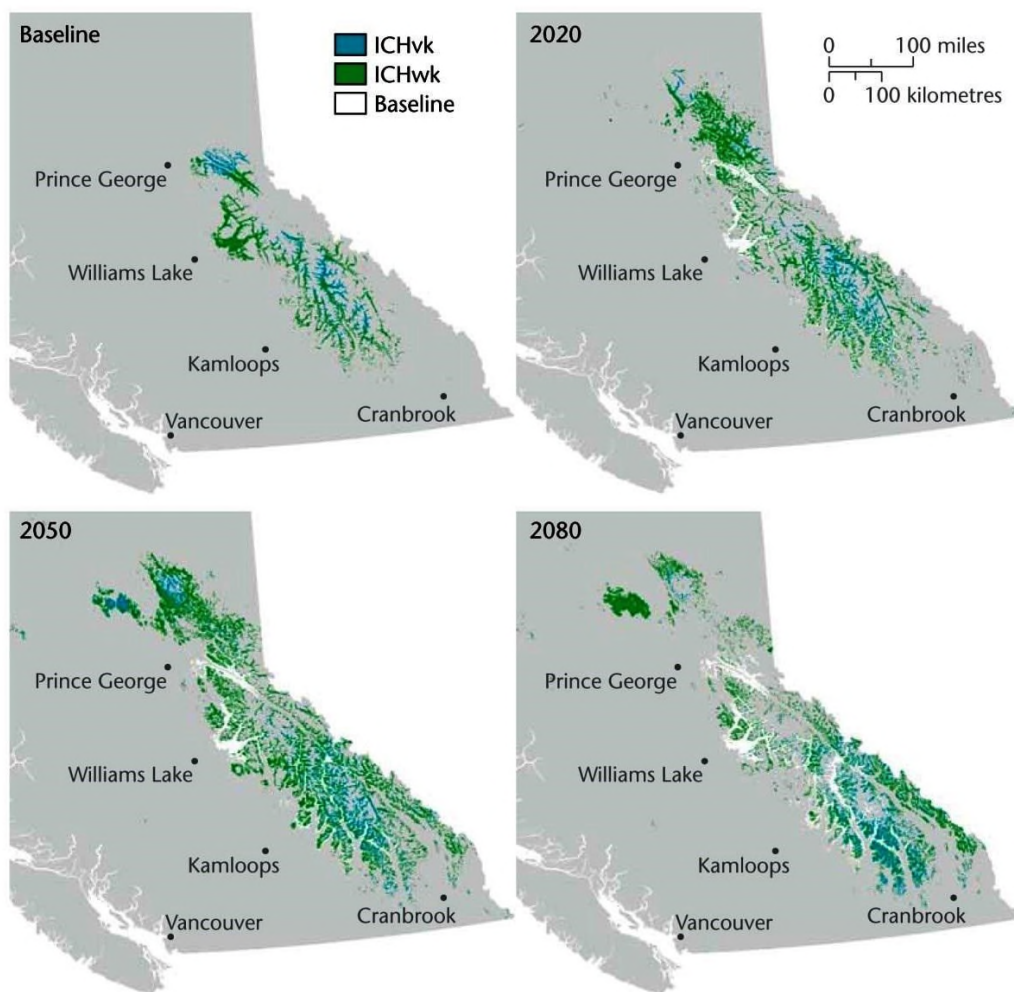 Baseline
ICHvk
ICHwk
Baseline
Prince George
Williams Lake
Kamloops
Vancouver
Cranbrook
2020
0 100 miles
0 100 kilometres
Prince George
Williams Lake
Kamloops
Vancouver
Cranbrook
2050
Prince George
Williams Lake
Kamloops
Vancouver
Cranbrook
2080
Prince George
Williams Lake
Kamloops
Vancouver
Cranbrook